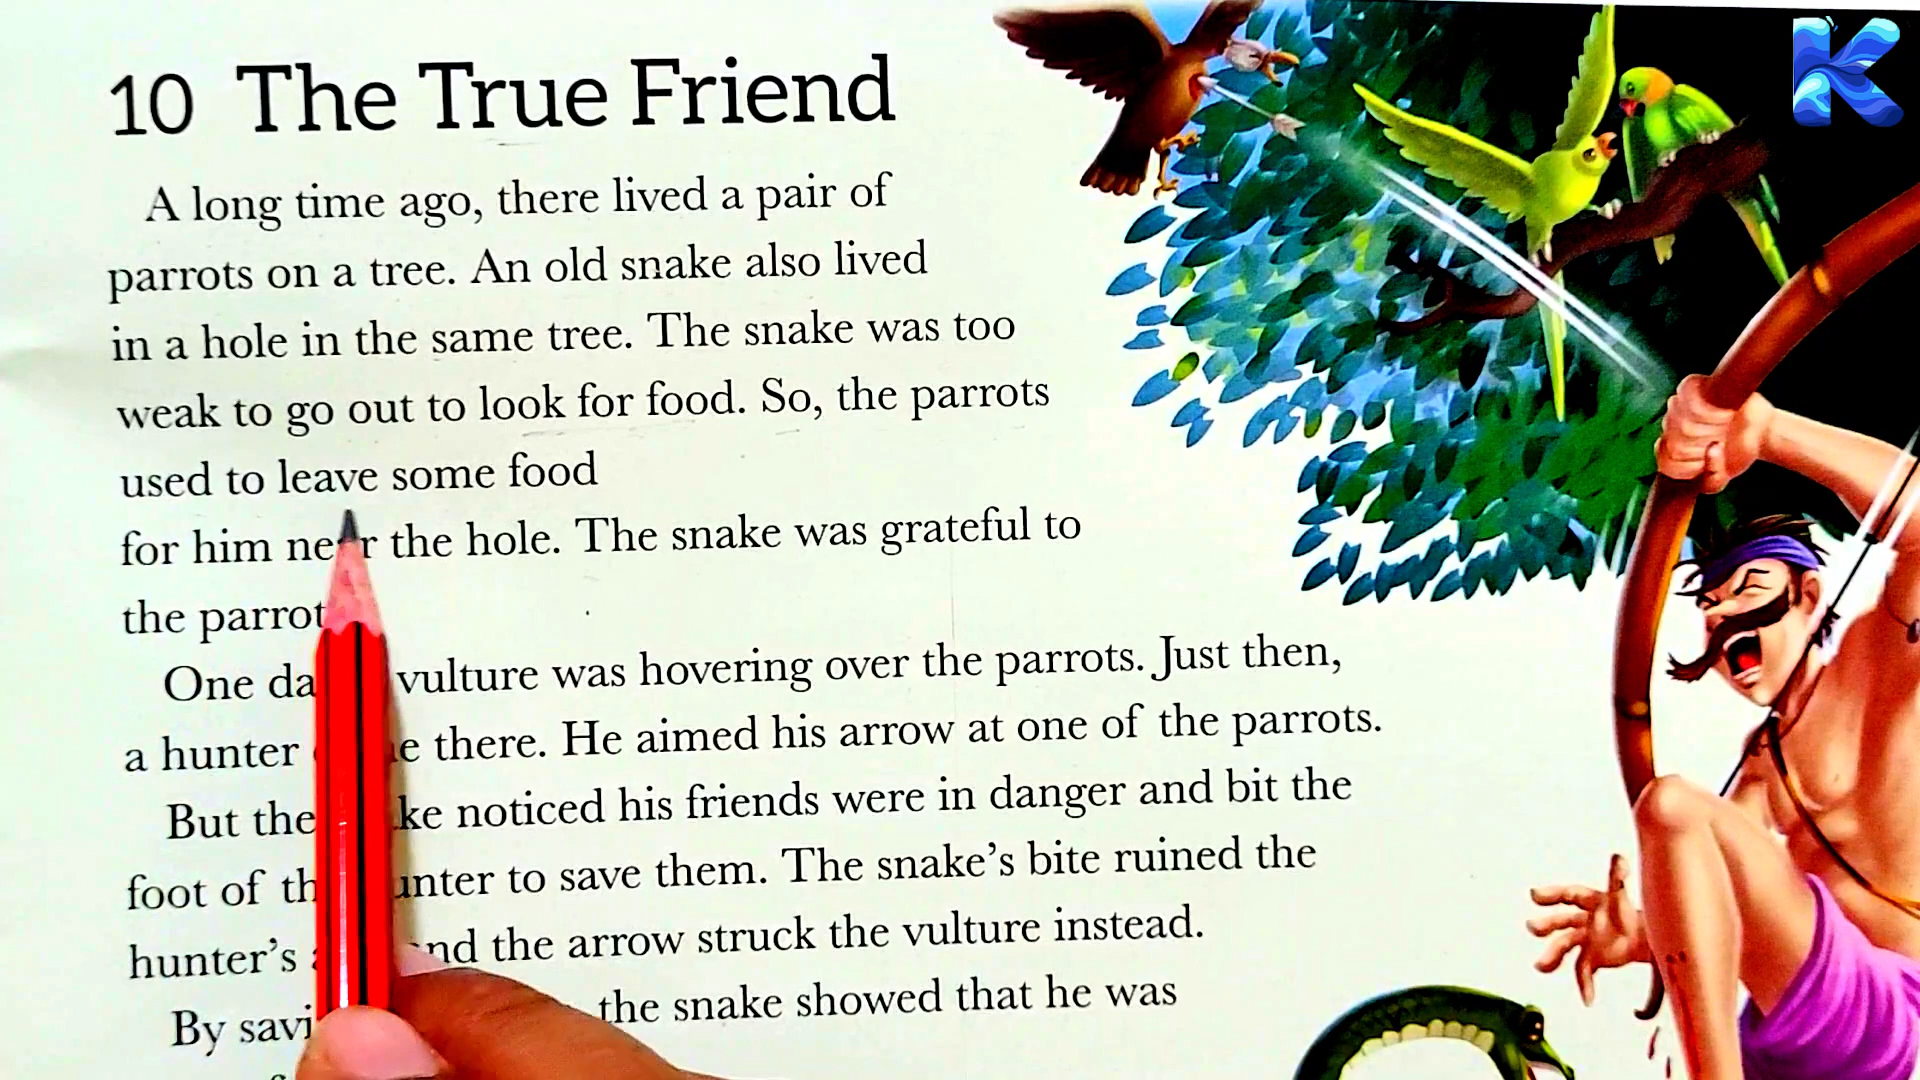 10 The True Friend
A long time ago, there lived a pair of
parrots on a tree. An old snake also lived
in a hole in the same tree. The snake was too
weak to go out to look for food. So, the parrots
used to leave some food
for him near the hole. The snake was grateful to
the parrot
One da vulture was hovering over the parrots. Just then,
a hunter there. He aimed his arrow at one of the parrots.
But the noticed his friends were in danger and bit the
foot of to save them. The snake's bite ruined the
hunter's the arrow struck the vulture instead.
By the snake showed that he was
K